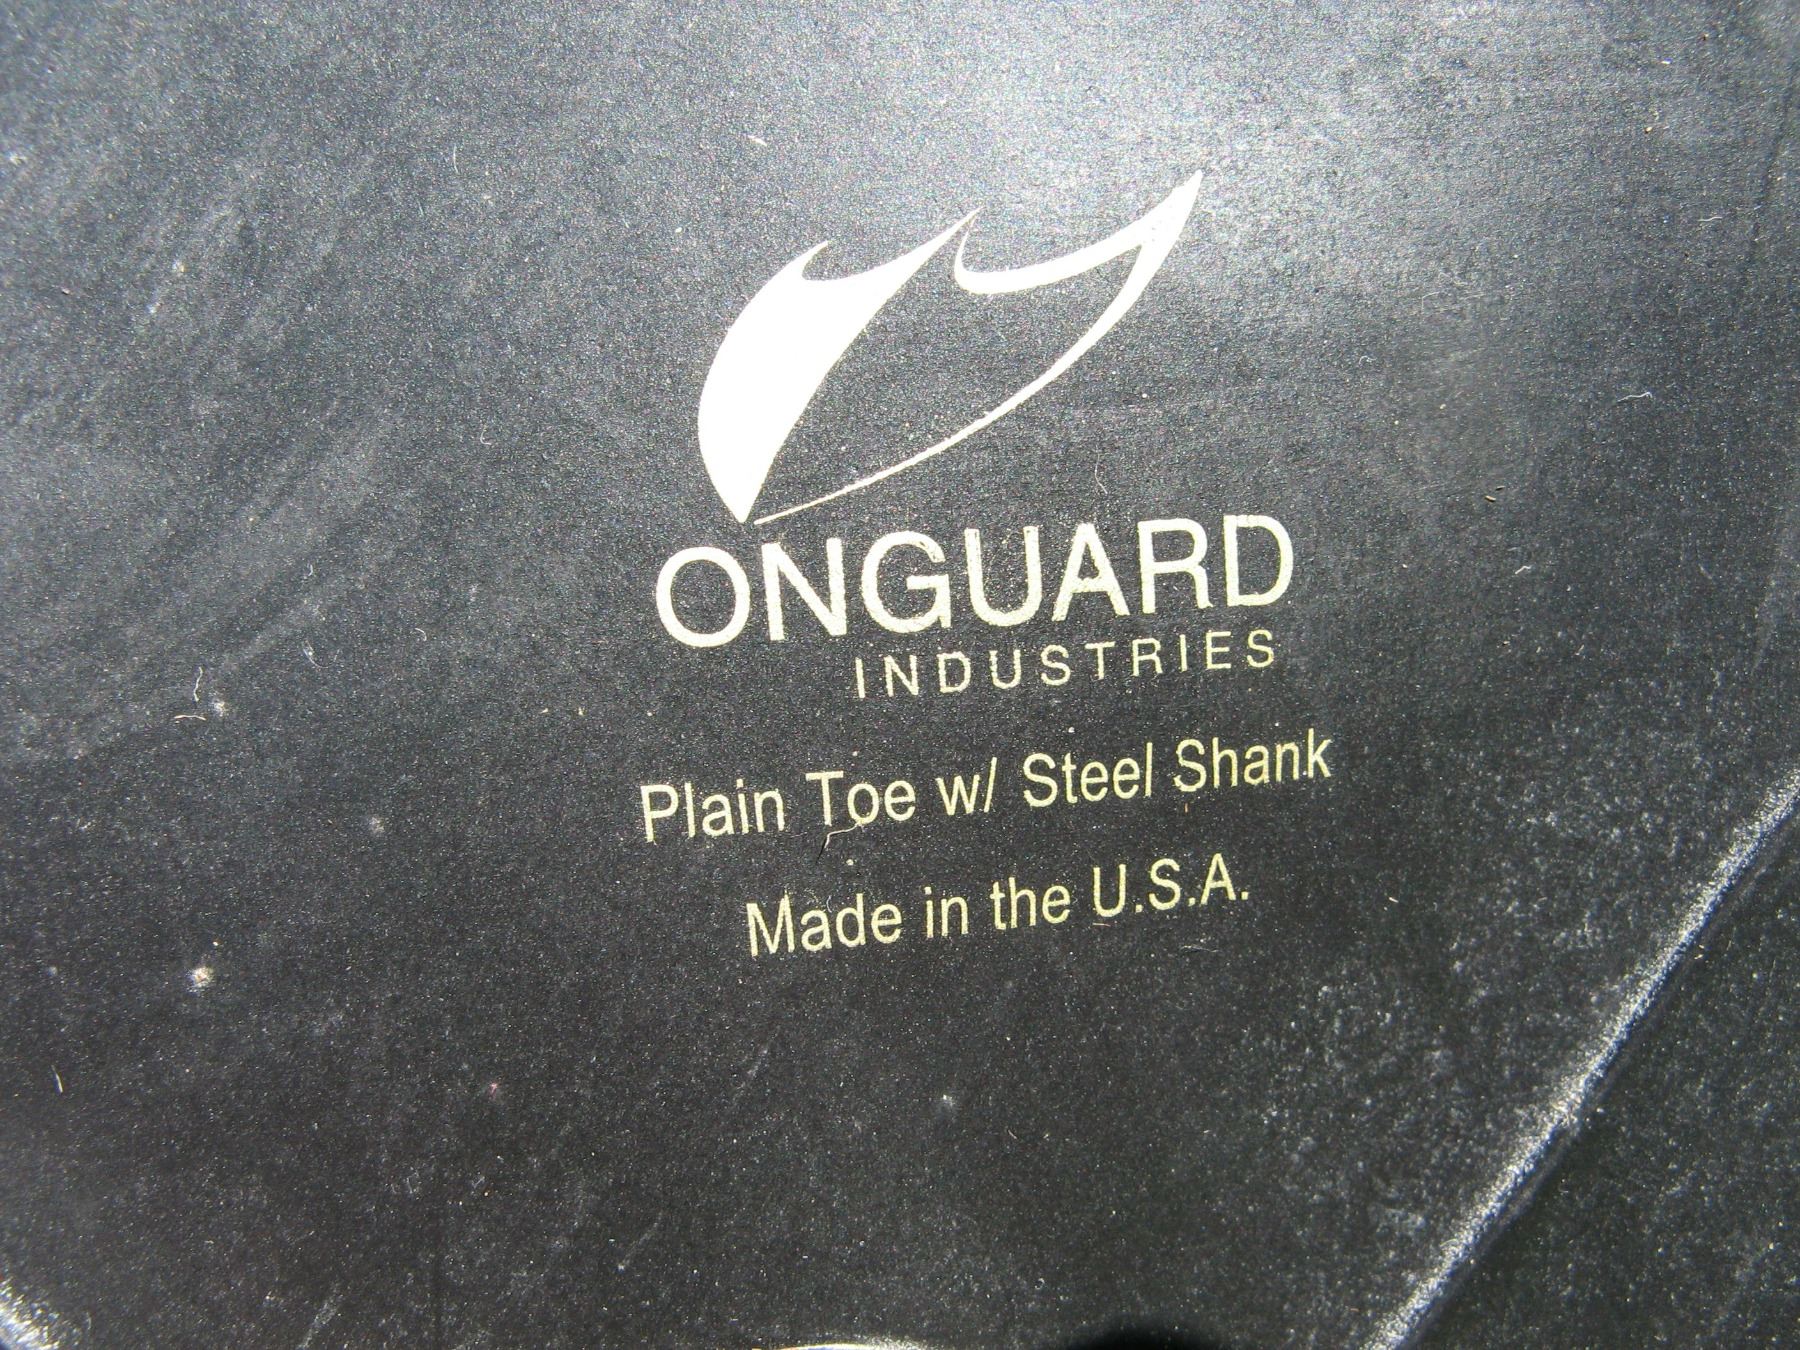 ONGUARD
INDUSTRIES
Plain Toe w/ Steel Shank
Made in the U.S.A.